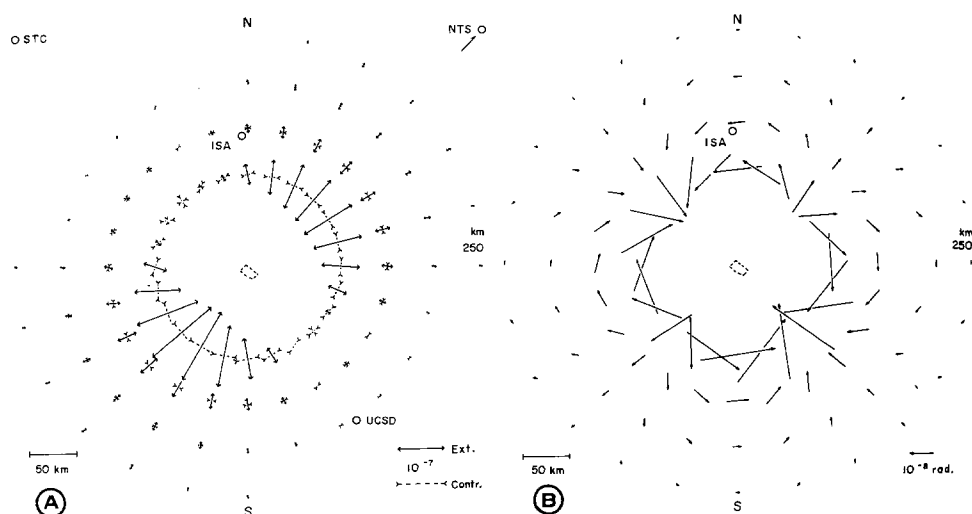 N
STC
NTS
ISA
km
250
UCSD
50 km
Ext.
10⁻⁷
Contr.
A
S
N
ISA
km
250
50 km
10⁻⁸ rad.
B
S